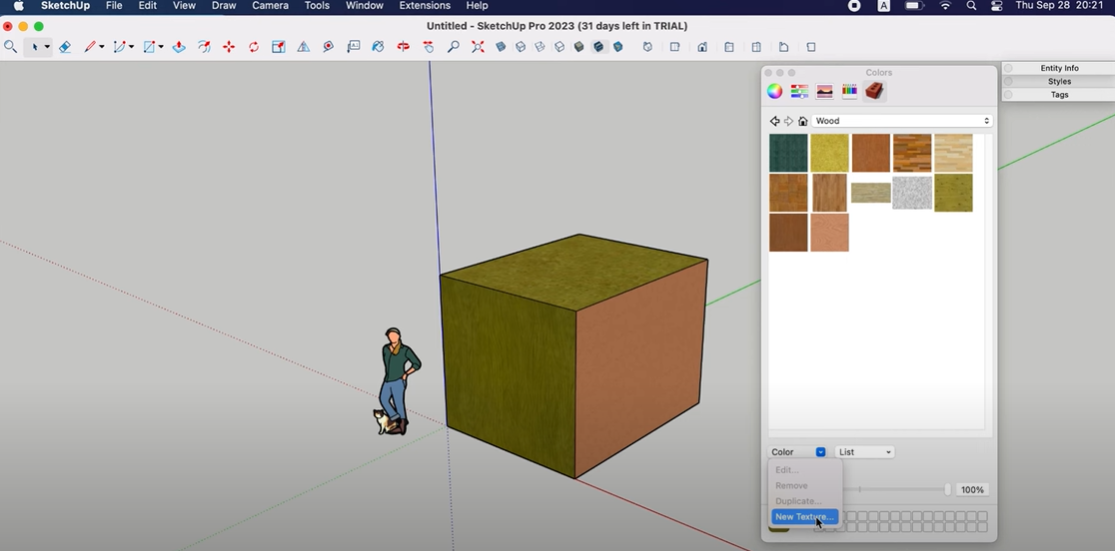 SketchUp File Edit View Draw Camera Tools Window Extensions Help A Thu Sep 28 20:21
Untitled - SketchUp Pro 2023 (31 days left in TRIAL)
Colors
Entity Info
Styles
Tags
Wood
Color List
Edit...
Remove
100%
Duplicate...
New Texture...